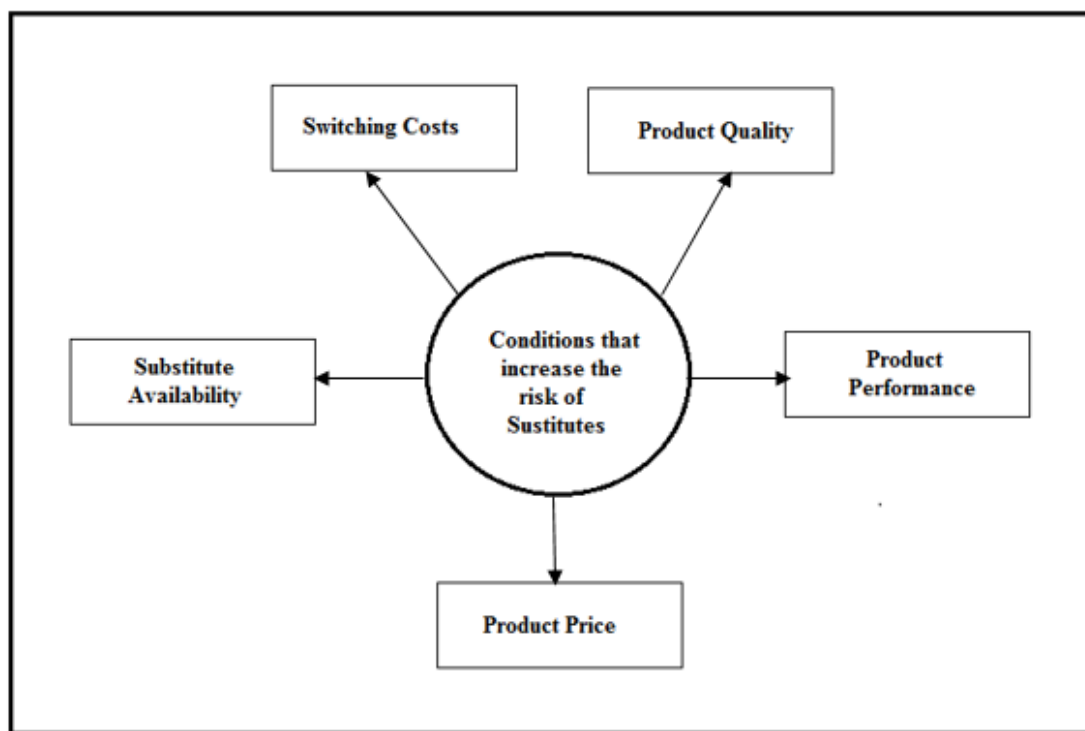 Switching Costs
Product Quality
Conditions that
increase the
risk of
Sustitutes
Substitute
Availability
Product
Performance
Product Price